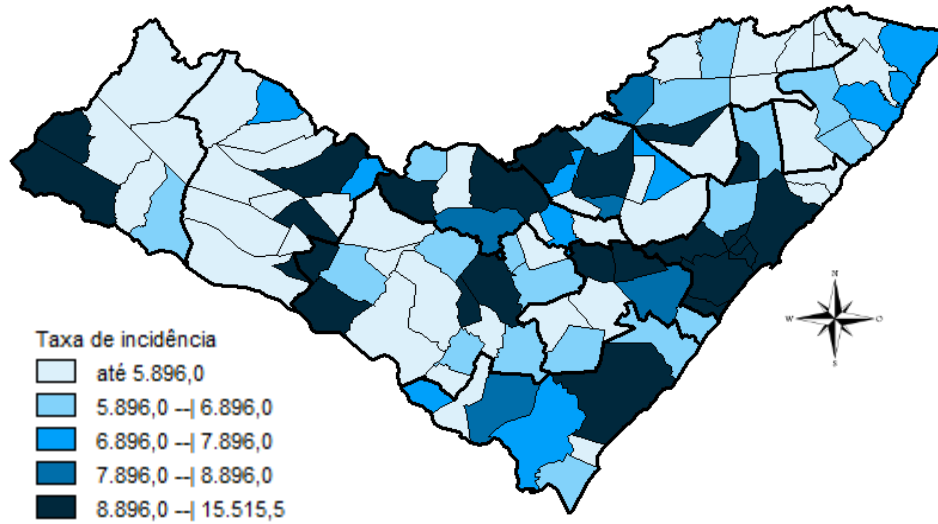 N
W
O
S
Taxa de incidência
até 5.896,0
5.896,0 --| 6.896,0
6.896,0 --| 7.896,0
7.896,0 --| 8.896,0
8.896,0 --| 15.515,5